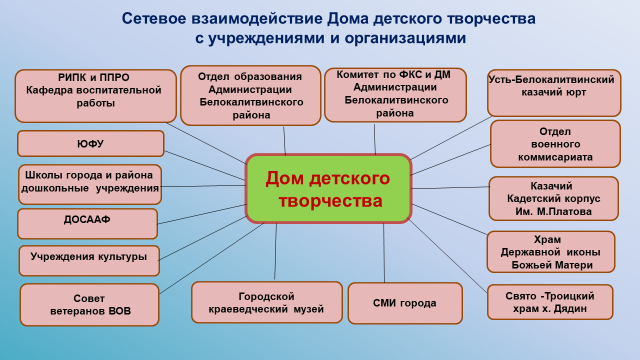 Сетевое взаимодействие Дома детского творчества
с учреждениями и организациями
РИПК и ППРО
Кафедра воспитательной
работы
Отдел образования
Администрации
Белокалитвинского
района
Комитет по ФКС и ДМ
Администрации
Белокалитвинского
района
Усть-Белокалитвинский
казачий юрт
ЮФУ
Отдел
военного
коммисариата
Школы города и района
дошкольные учреждения
Дом детского
творчества
Казачий
Кадетский корпус
Им. М.Платова
ДОСААФ
Учреждения культуры
Храм
Державной иконы
Божьей Матери
Совет
ветеранов ВОВ
Городской
краеведческий музей
СМИ города
Свято -Троицкий
храм х. Дядин